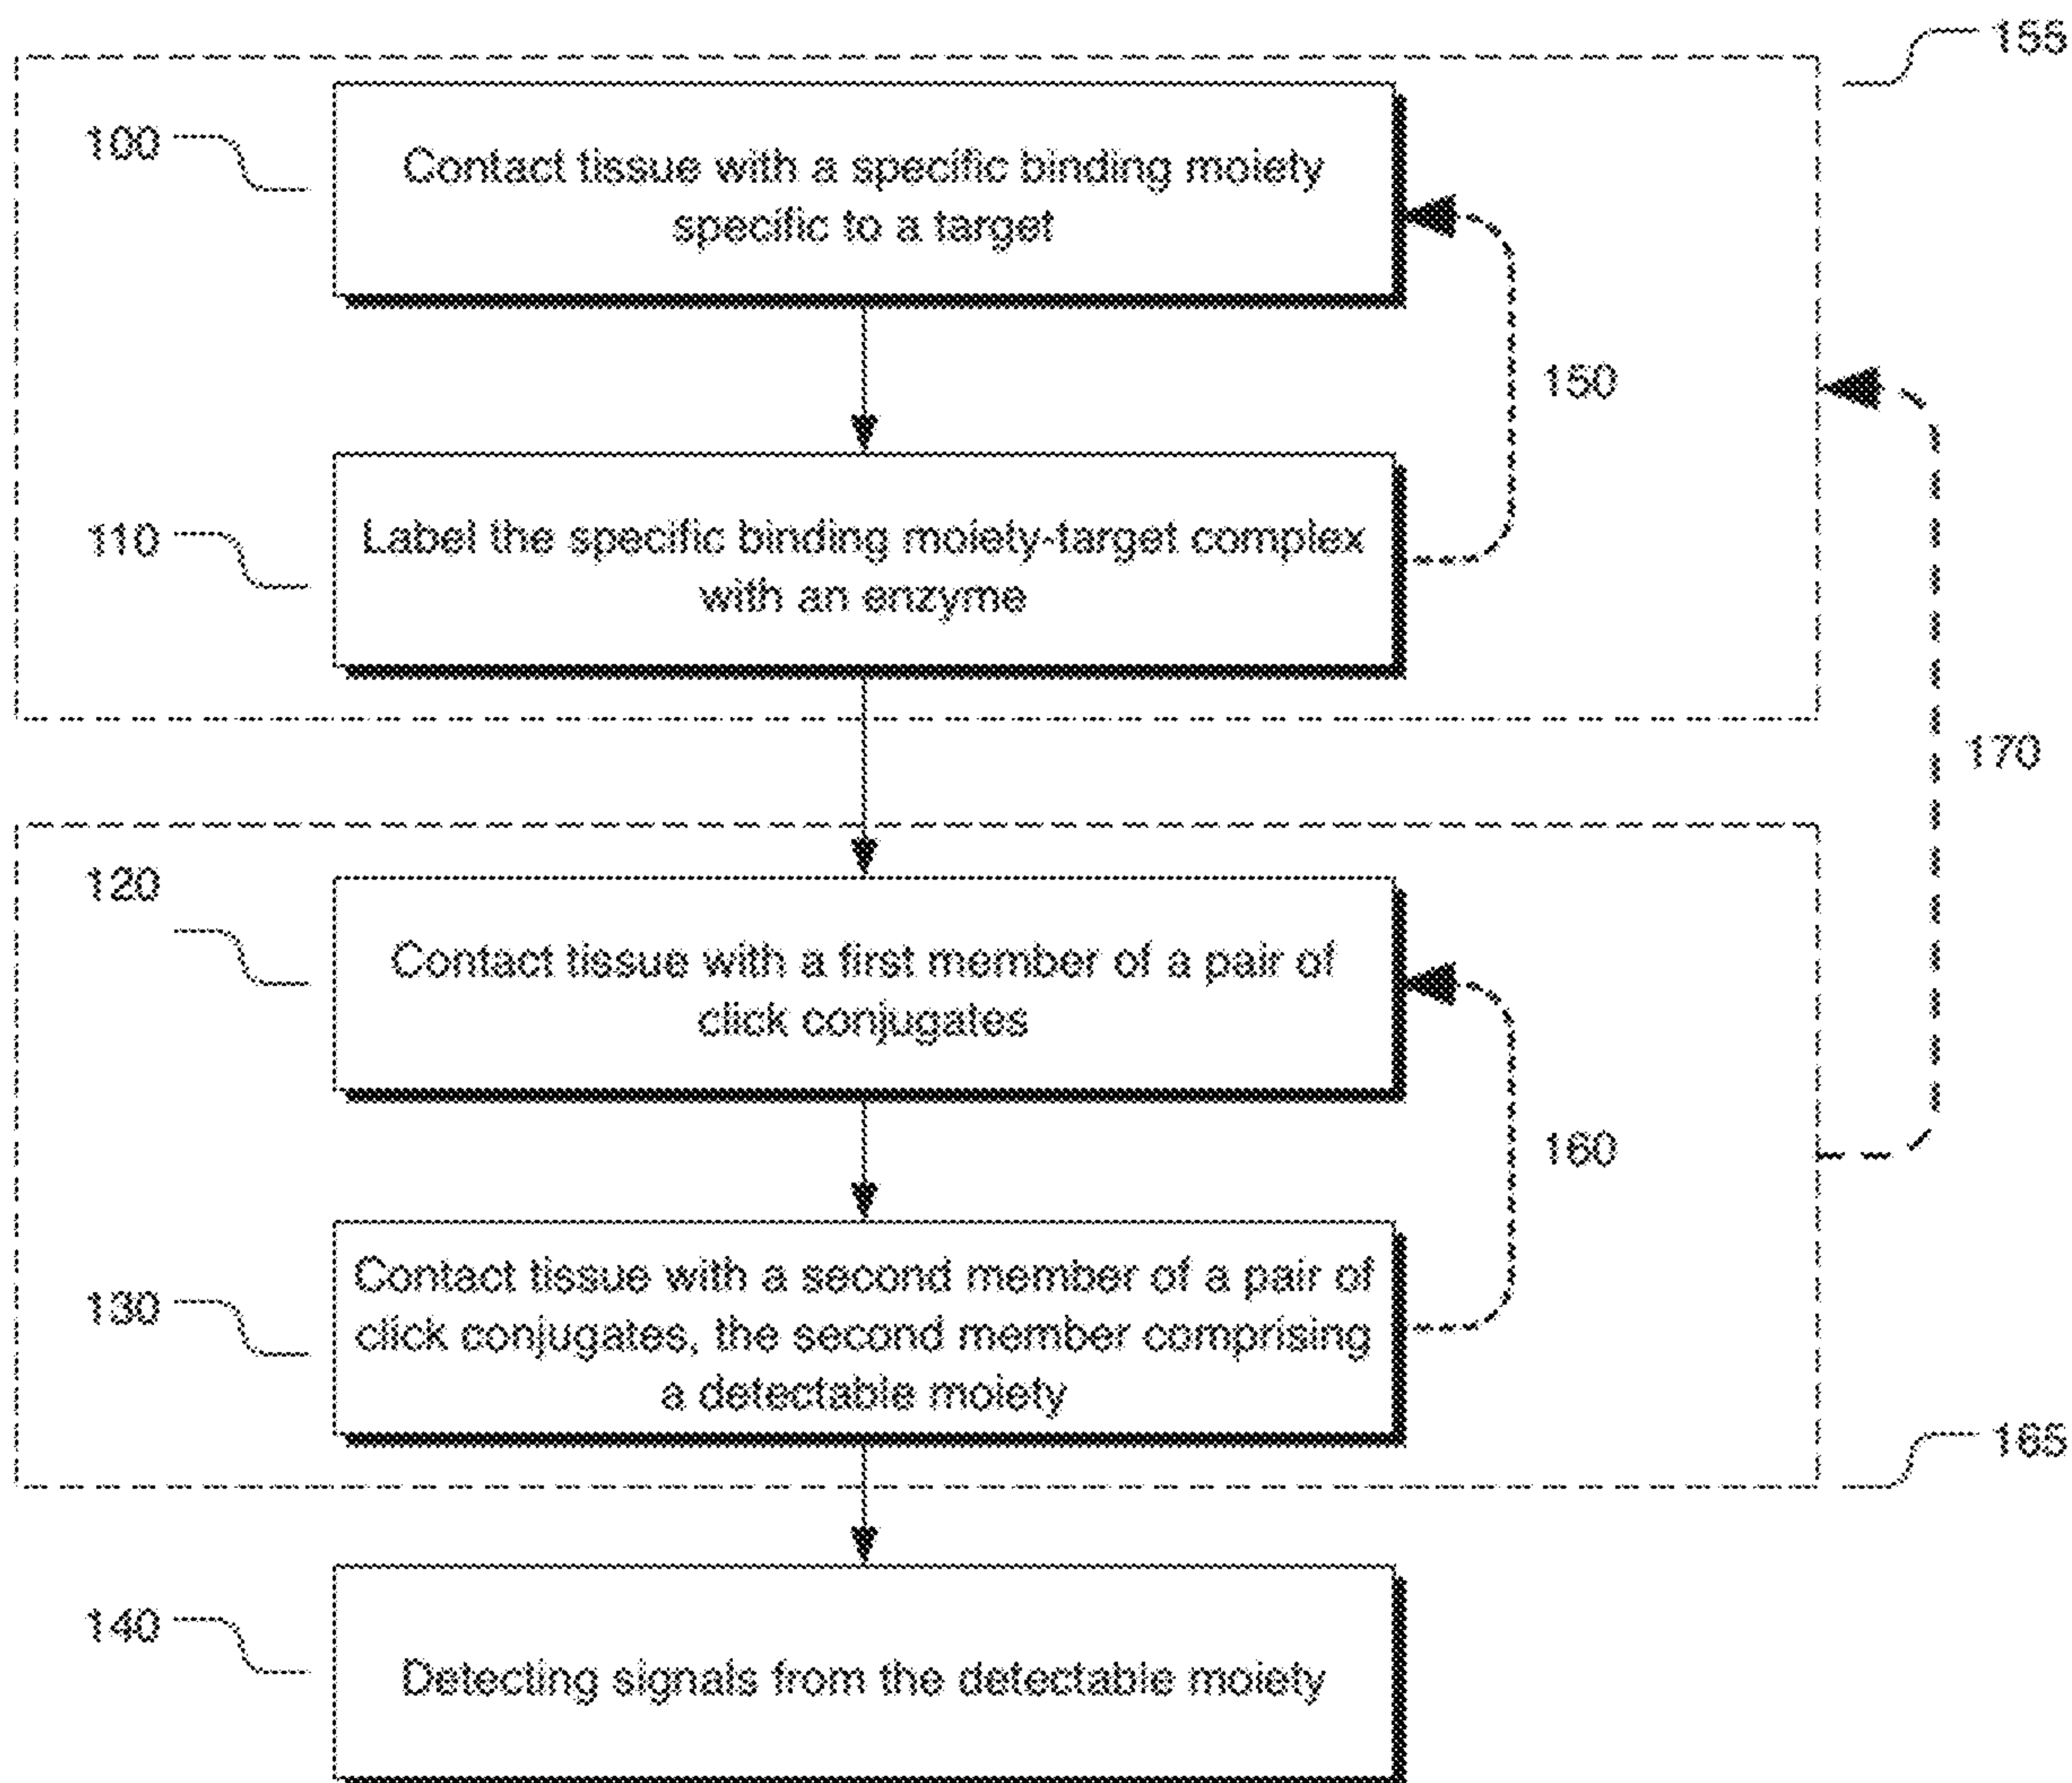 155
100
Contact tissue with a specific binding moiety
specific to a target
150
110
Label the specific binding moiety-target complex
with an enzyme
170
120
Contact tissue with a first member of a pair of
click conjugates
160
130
Contact tissue with a second member of a pair of
click conjugates, the second member comprising
a detectable moiety
165
140
Detecting signals from the detectable moiety